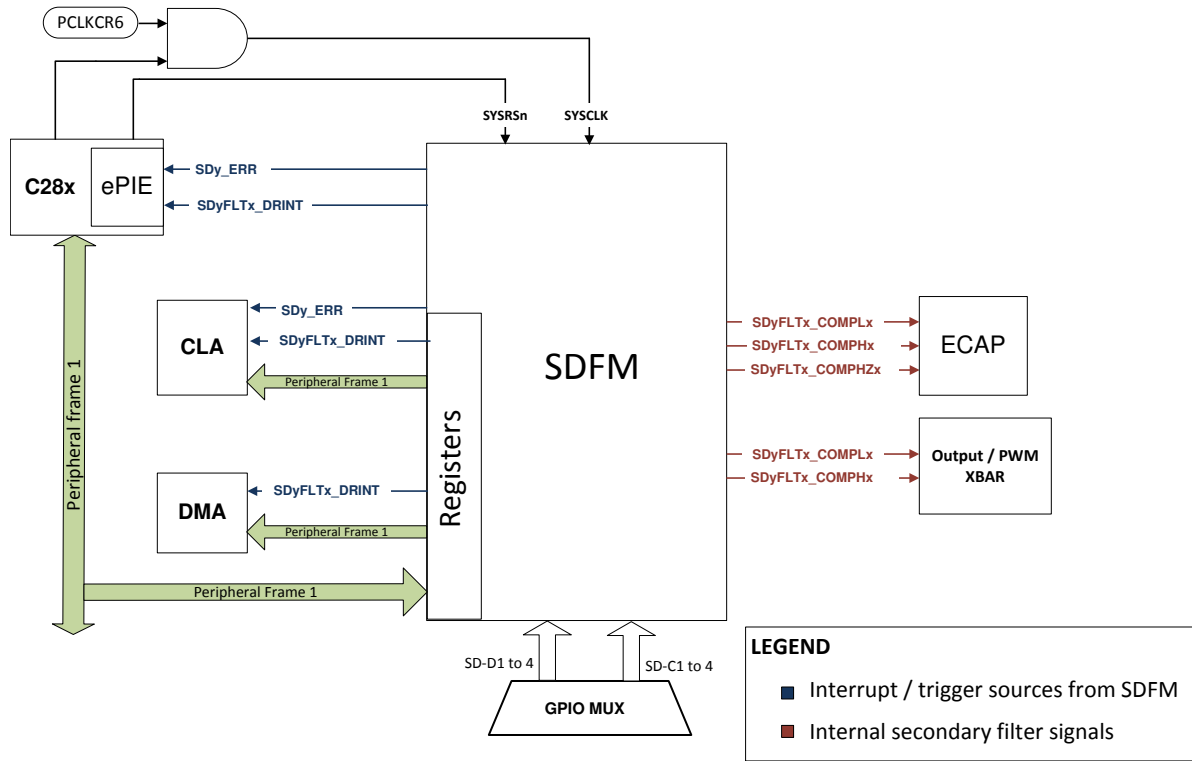 PCLKCR6
SYSRSn
SYSCLK
C28x
ePIE
SDy_ERR
SDyFLTx_DRINT
Peripheral frame 1
CLA
SDy_ERR
SDyFLTx_DRINT
Peripheral Frame 1
DMA
SDyFLTx_DRINT
Peripheral Frame 1
Peripheral Frame 1
Registers
SDFM
SDyFLTx_COMPLx
SDyFLTx_COMPHx
SDyFLTx_COMPHZx
ECAP
SDyFLTx_COMPLx
SDyFLTx_COMPHx
Output / PWM
XBAR
SD-D1 to 4
SD-C1 to 4
GPIO MUX
LEGEND
Interrupt / trigger sources from SDFM
Internal secondary filter signals